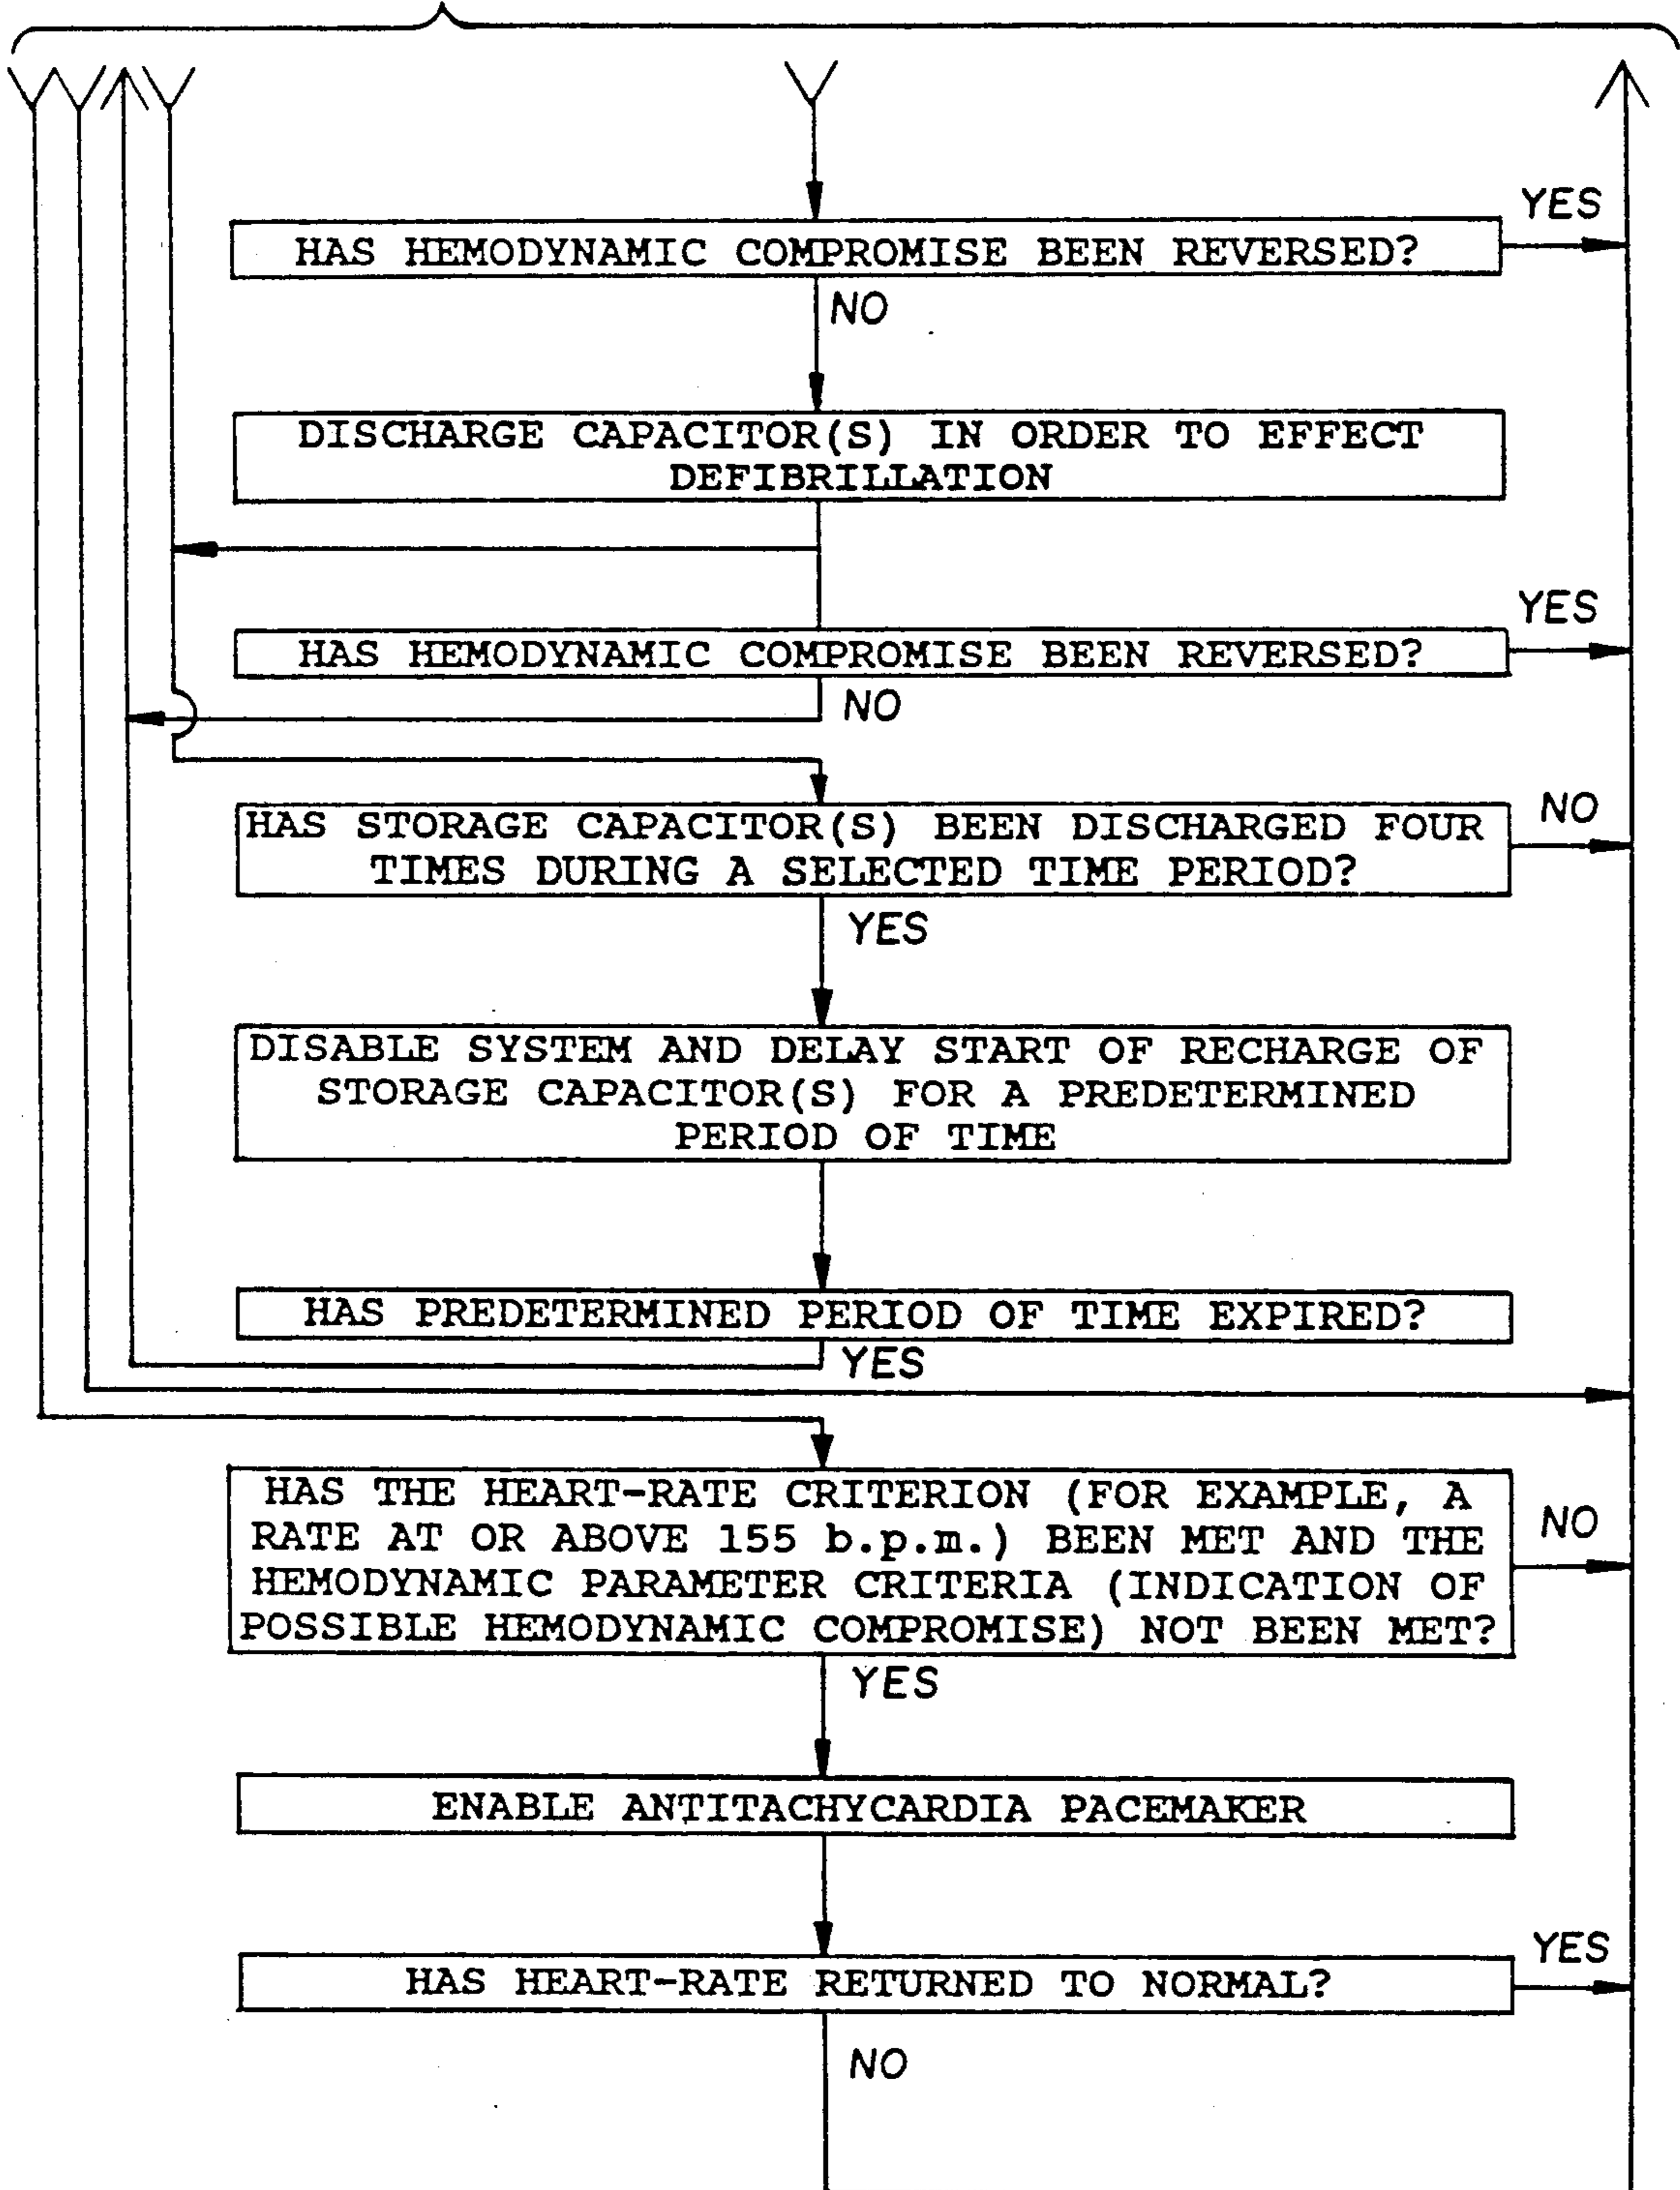 YES
HAS HEMODYNAMIC COMPROMISE BEEN REVERSED?
NO
DISCHARGE CAPACITOR(S) IN ORDER TO EFFECT
DEFIBRILLATION
YES
HAS HEMODYNAMIC COMPROMISE BEEN REVERSED?
NO
HAS STORAGE CAPACITOR(S) BEEN DISCHARGED FOUR
TIMES DURING A SELECTED TIME PERIOD?
NO
YES
DISABLE SYSTEM AND DELAY START OF RECHARGE OF
STORAGE CAPACITOR(S) FOR A PREDETERMINED
PERIOD OF TIME
HAS PREDETERMINED PERIOD OF TIME EXPIRED?
YES
HAS THE HEART-RATE CRITERION (FOR EXAMPLE, A
RATE AT OR ABOVE 155 b.p.m.) BEEN MET AND THE
HEMODYNAMIC PARAMETER CRITERIA (INDICATION OF
POSSIBLE HEMODYNAMIC COMPROMISE) NOT BEEN MET?
NO
YES
ENABLE ANTITACHYCARDIA PACEMAKER
YES
HAS HEART-RATE RETURNED TO NORMAL?
NO